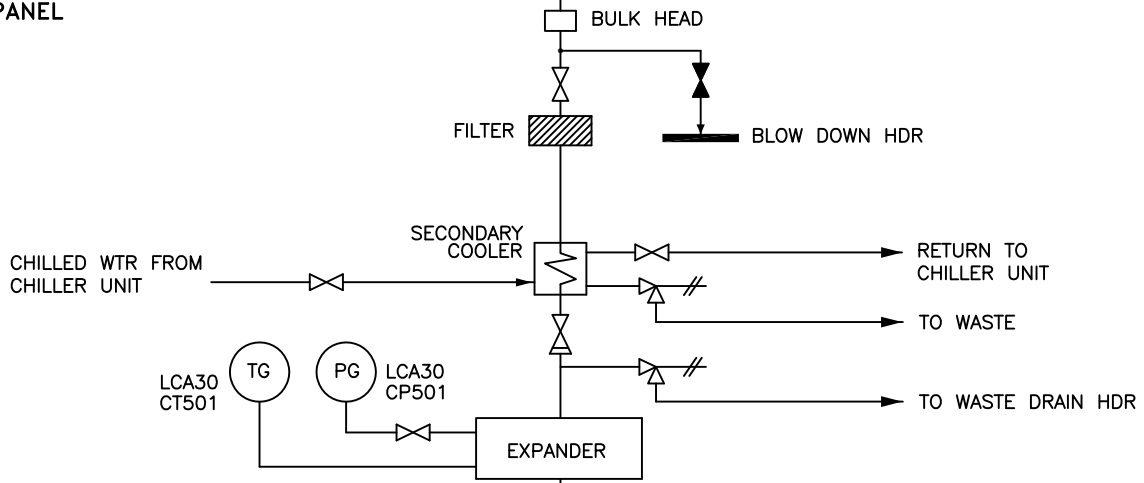 PANEL
BULK HEAD
FILTER
BLOW DOWN HDR
SECONDARY
COOLER
CHILLED WTR FROM
CHILLER UNIT
RETURN TO
CHILLER UNIT
TO WASTE
TG
LCA30
CT501
PG
LCA30
CP501
TO WASTE DRAIN HDR
EXPANDER